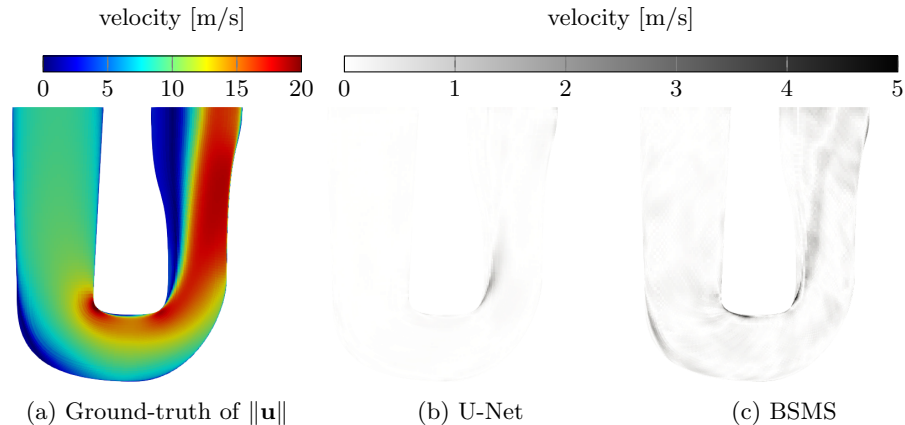 velocity [m/s]
velocity [m/s]
0 5 10 15 20
0 1 2 3 4 5
(a) Ground-truth of ‖u‖
(b) U-Net
(c) BSMS